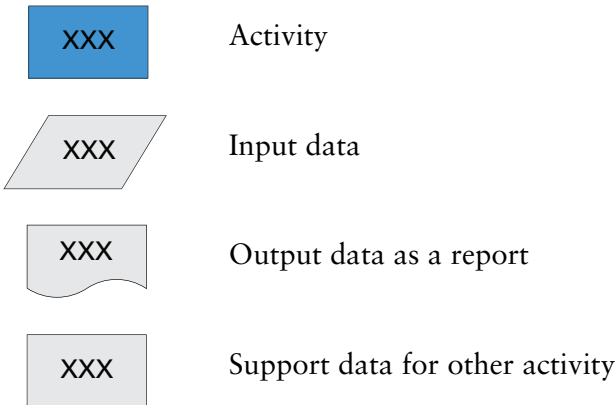 XXX Activity
XXX Input data
XXX Output data as a report
XXX Support data for other activity